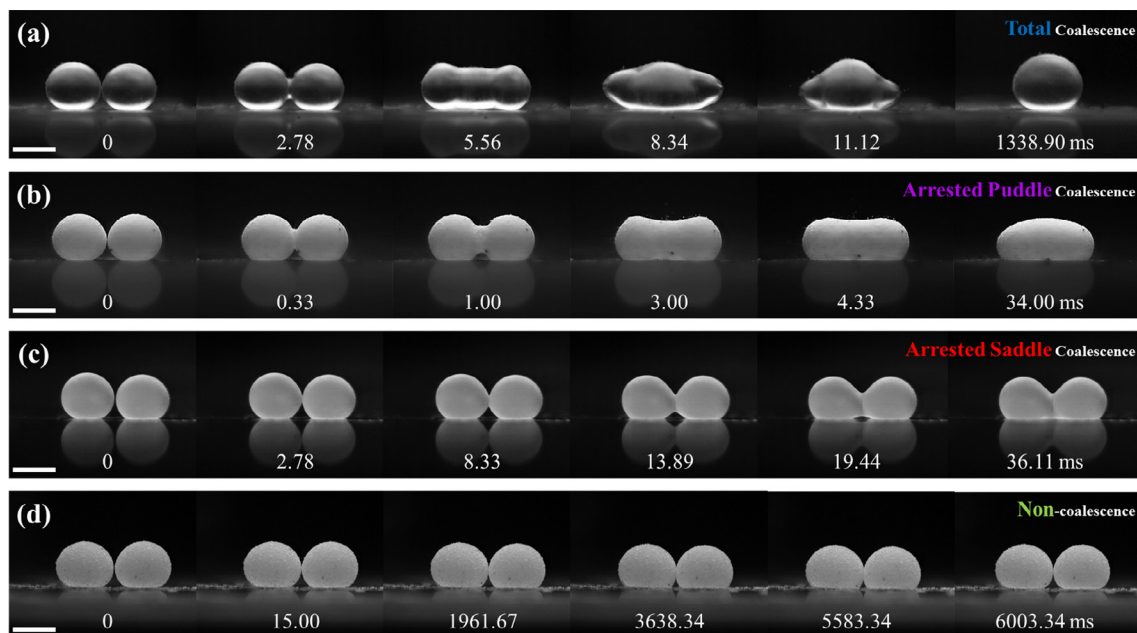 (a)
Total Coalescence
0 2.78 5.56 8.34 11.12 1338.90 ms
(b)
Arrested Puddle Coalescence
0 0.33 1.00 3.00 4.33 34.00 ms
(c)
Arrested Saddle Coalescence
0 2.78 8.33 13.89 19.44 36.11 ms
(d)
Non-coalescence
0 15.00 1961.67 3638.34 5583.34 6003.34 ms